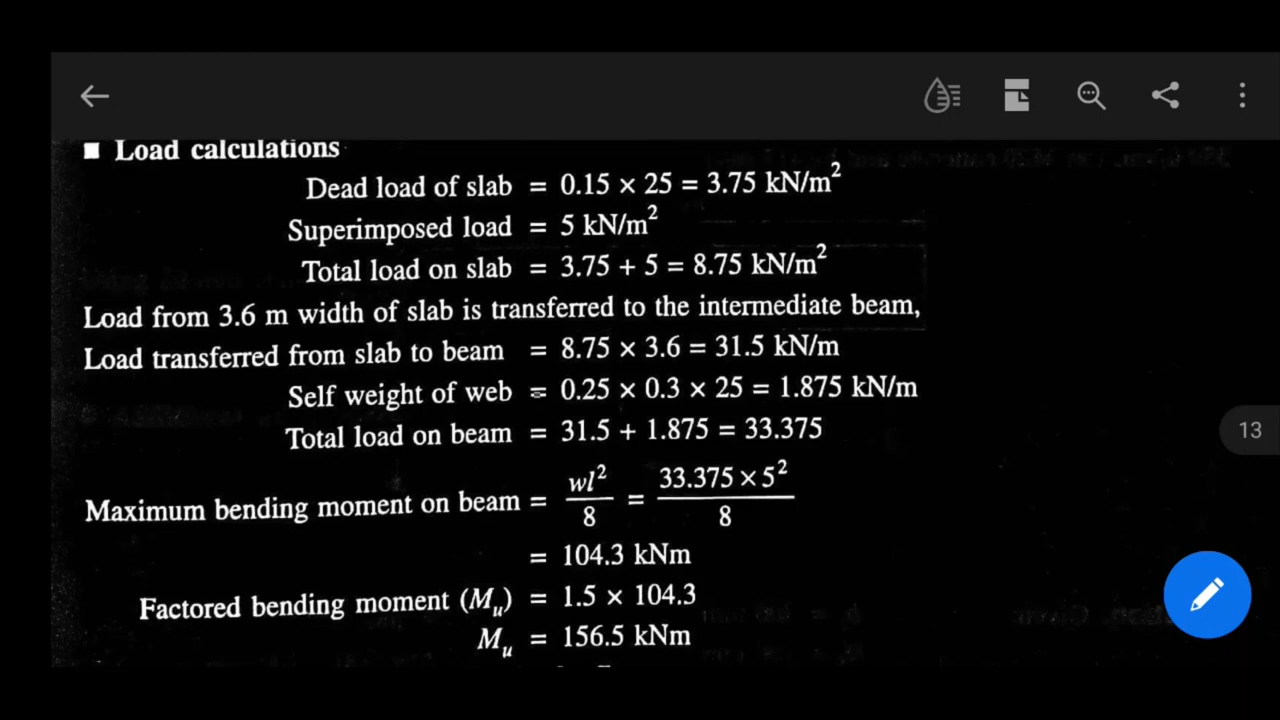 ■ Load calculations
Dead load of slab = 0.15 × 25 = 3.75 kN/m²
Superimposed load = 5 kN/m²
Total load on slab = 3.75 + 5 = 8.75 kN/m²
Load from 3.6 m width of slab is transferred to the intermediate beam,
Load transferred from slab to beam = 8.75 × 3.6 = 31.5 kN/m
Self weight of web = 0.25 × 0.3 × 25 = 1.875 kN/m
Total load on beam = 31.5 + 1.875 = 33.375
13
Maximum bending moment on beam = wl²/8 = 33.375 × 5²/8
= 104.3 kNm
Factored bending moment (Mᵤ) = 1.5 × 104.3
Mᵤ = 156.5 kNm